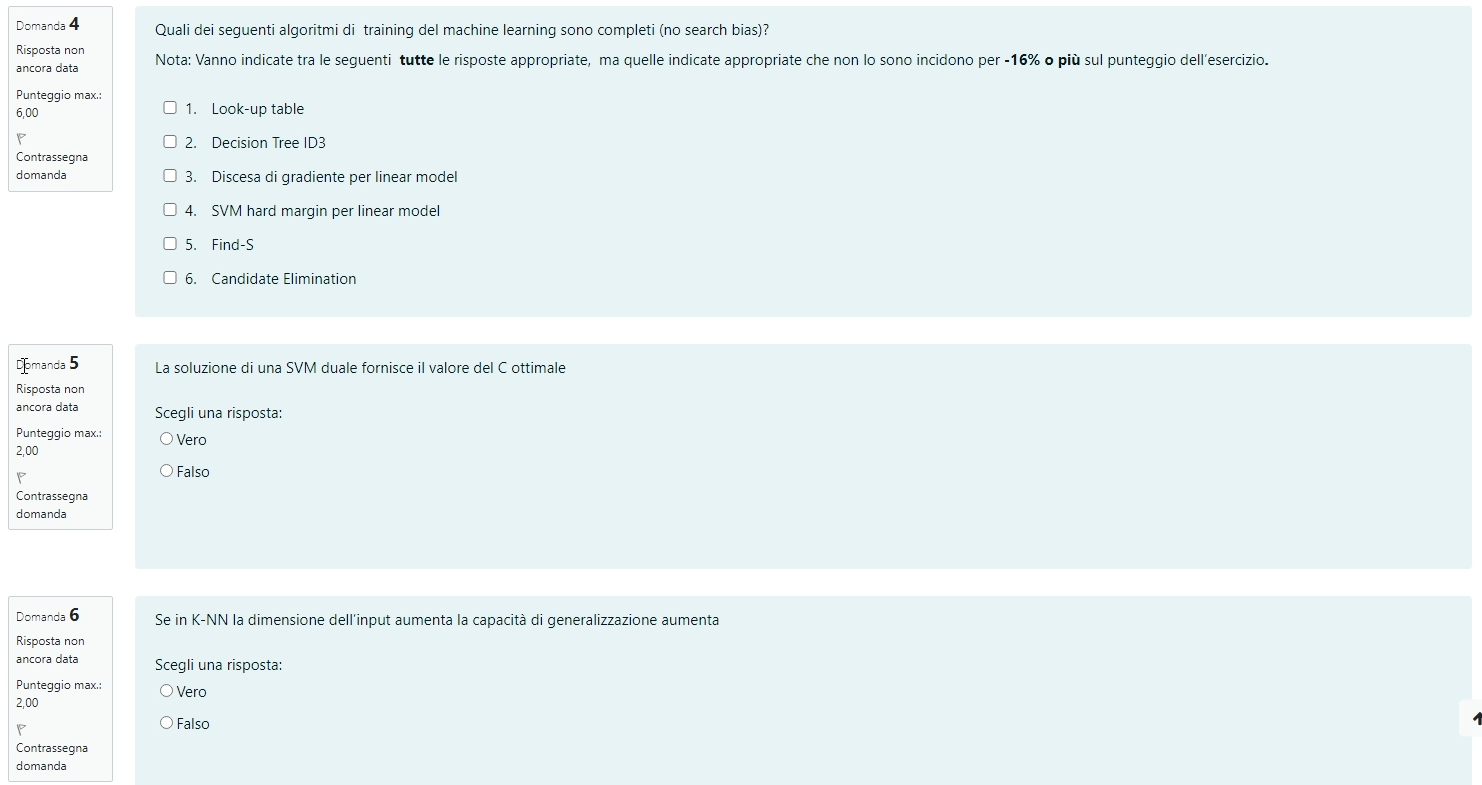 Domanda 4
Risposta non
ancora data
Punteggio max.:
6,00
Contrassegna
domanda
Quali dei seguenti algoritmi di training del machine learning sono completi (no search bias)?
Nota: Vanno indicate tra le seguenti tutte le risposte appropriate, ma quelle indicate appropriate che non lo sono incidono per -16% o più sul punteggio dell'esercizio.
1. Look-up table
2. Decision Tree ID3
3. Discesa di gradiente per linear model
4. SVM hard margin per linear model
5. Find-S
6. Candidate Elimination
Domanda 5
Risposta non
ancora data
Punteggio max.:
2,00
Contrassegna
domanda
La soluzione di una SVM duale fornisce il valore del C ottimale
Scegli una risposta:
Vero
Falso
Domanda 6
Risposta non
ancora data
Punteggio max.:
2,00
Contrassegna
domanda
Se in K-NN la dimensione dell'input aumenta la capacità di generalizzazione aumenta
Scegli una risposta:
Vero
Falso